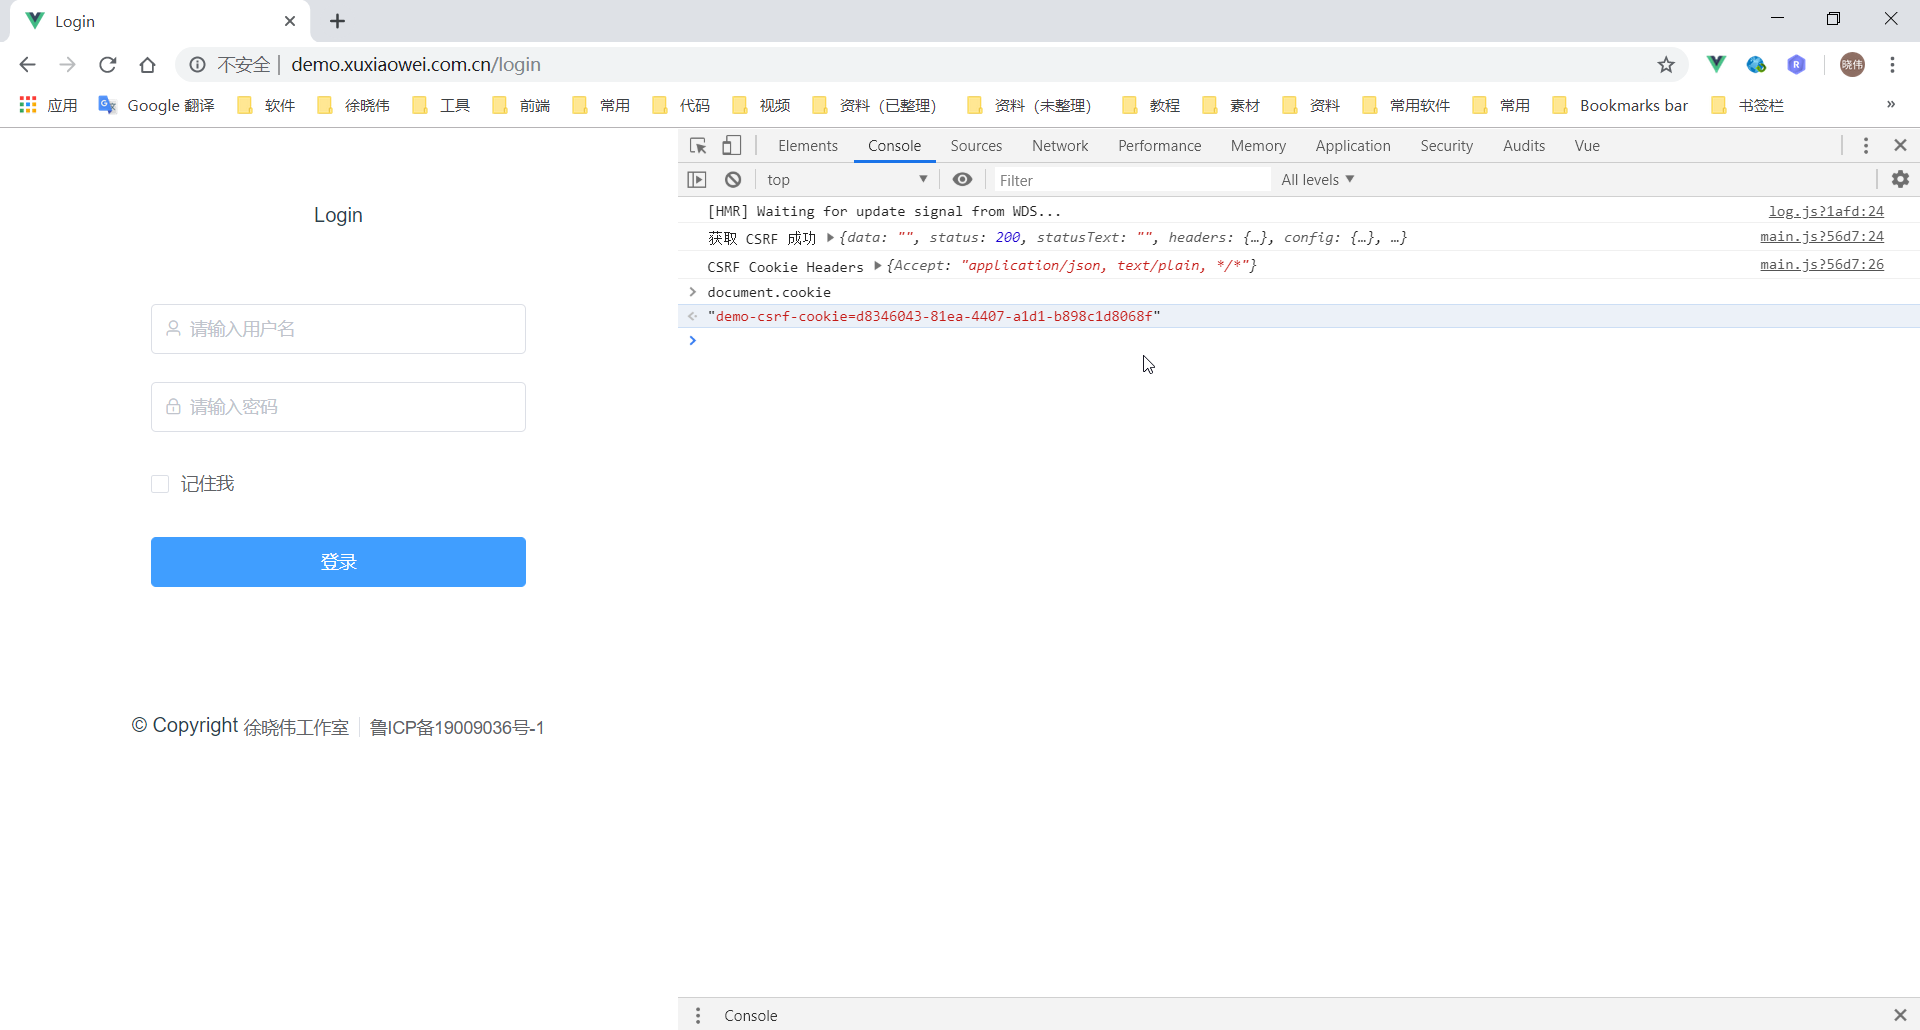 Login
不安全 | demo.xuxiaowei.com.cn/login
晓伟
应用 Google 翻译 软件 徐晓伟 工具 前端 常用 代码 视频 资料（已整理） 资料（未整理） 教程 素材 资料 常用软件 常用 Bookmarks bar 书签栏 »
Login
请输入用户名
请输入密码
记住我
登录
© Copyright 徐晓伟工作室 鲁ICP备19009036号-1
Elements Console Sources Network Performance Memory Application Security Audits Vue
top Filter All levels
[HMR] Waiting for update signal from WDS... log.js?1afd:24
获取 CSRF 成功 {data: "", status: 200, statusText: "", headers: {…}, config: {…}, …} main.js?56d7:24
CSRF Cookie Headers {Accept: "application/json, text/plain, */*"} main.js?56d7:26
document.cookie
"demo-csrf-cookie=d8346043-81ea-4407-a1d1-b898c1d8068f"
Console